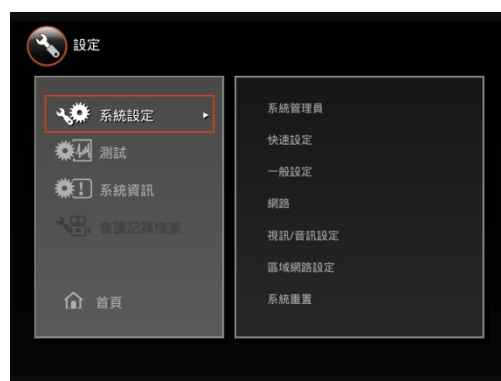 設定
系統設定
測試
系統資訊
會議記錄檔案
首頁
系統管理員
快速設定
一般設定
網路
視訊/音訊設定
區域網路設定
系統重置